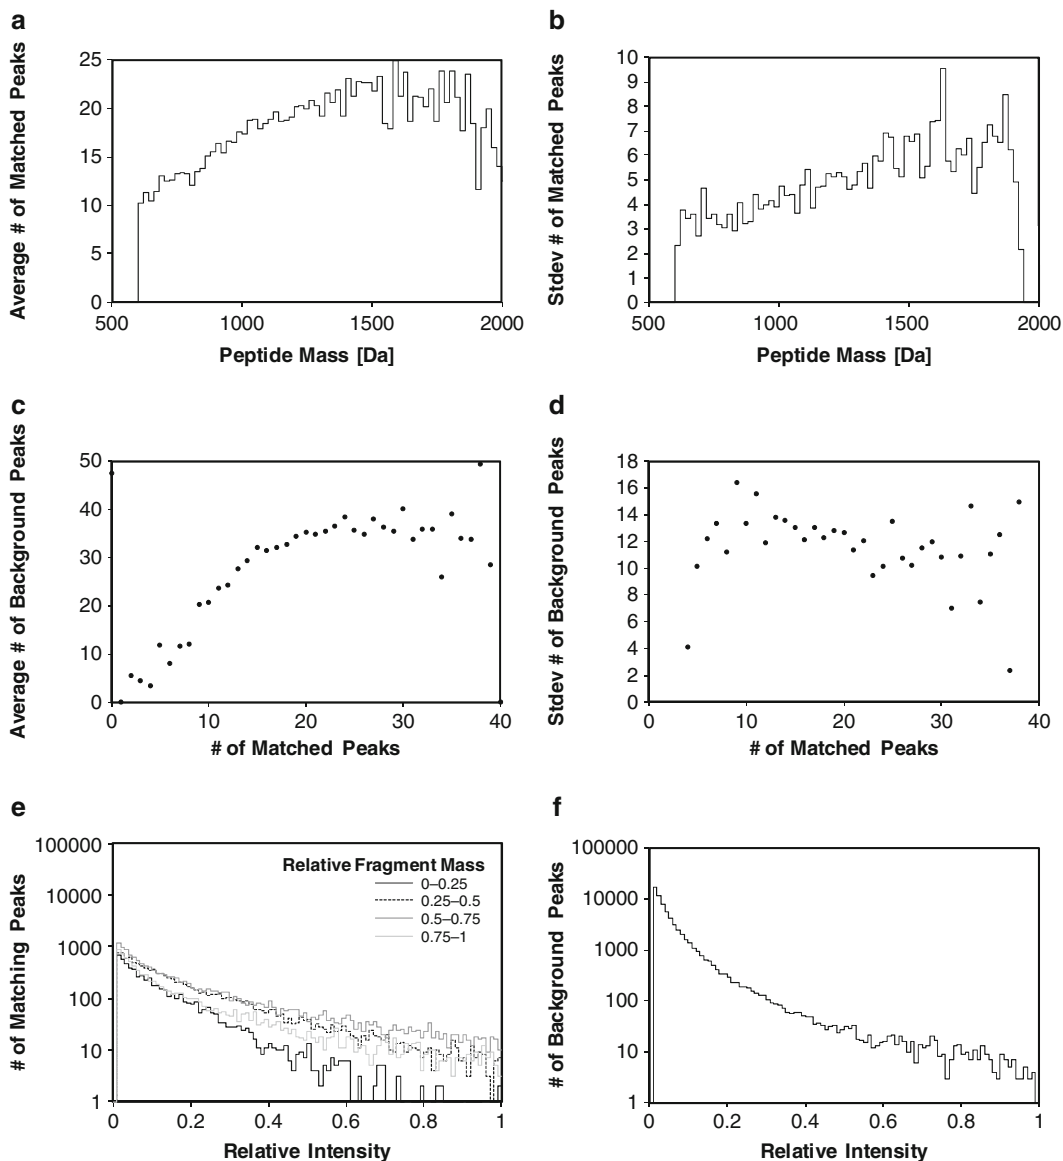 a
Average # of Matched Peaks
25
20
15
10
5
0
500 1000 1500 2000
Peptide Mass [Da]
b
Stdev # of Matched Peaks
10
9
8
7
6
5
4
3
2
1
0
500 1000 1500 2000
Peptide Mass [Da]
c
Average # of Background Peaks
50
40
30
20
10
0
0 10 20 30 40
# of Matched Peaks
d
Stdev # of Background Peaks
18
16
14
12
10
8
6
4
2
0
0 10 20 30 40
# of Matched Peaks
e
# of Matching Peaks
100000
10000
1000
100
10
1
Relative Fragment Mass
0–0.25
0.25–0.5
0.5–0.75
0.75–1
0 0.2 0.4 0.6 0.8 1
Relative Intensity
f
# of Background Peaks
100000
10000
1000
100
10
1
0 0.2 0.4 0.6 0.8 1
Relative Intensity